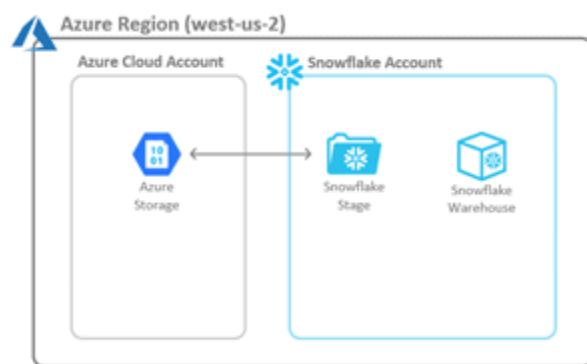 Azure Region (west-us-2)
Azure Cloud Account
Snowflake Account
10
01
Azure
Storage
Snowflake
Stage
Snowflake
Warehouse